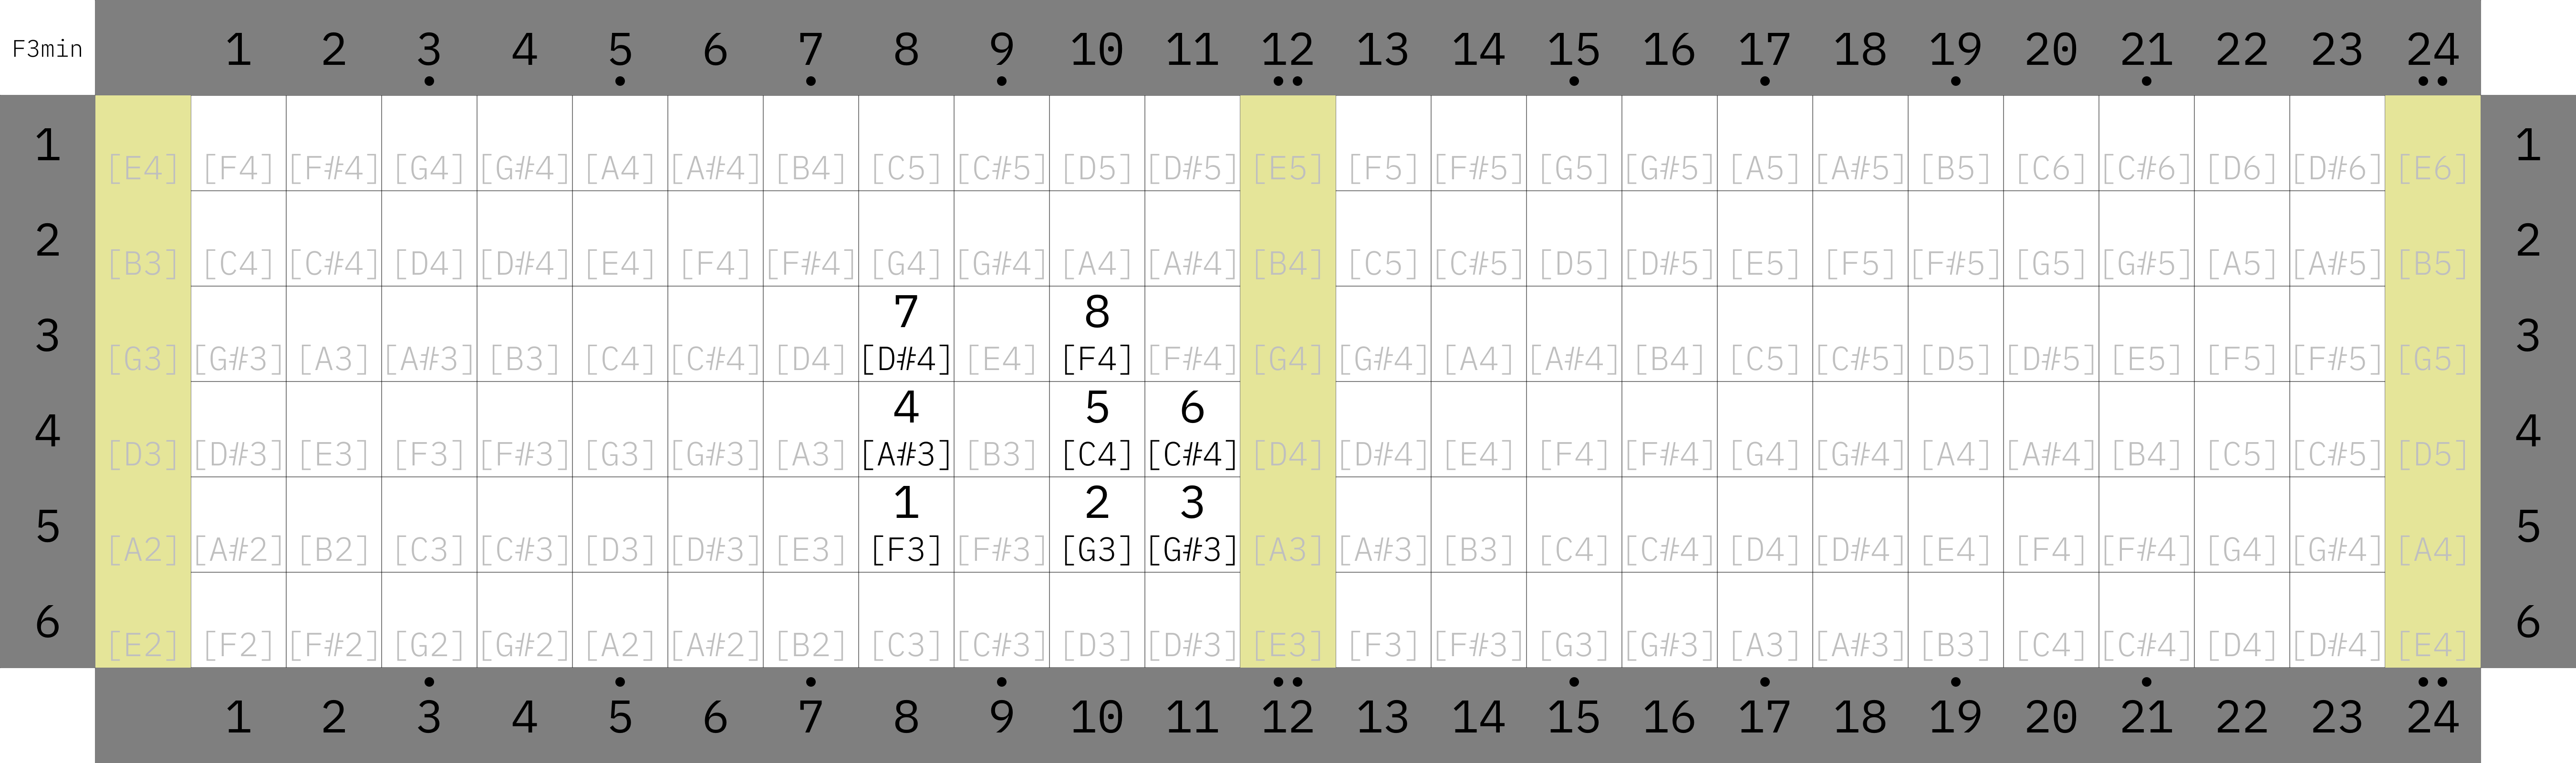 F3min 1 2 3 4 5 6 7 8 9 10 11 12 13 14 15 16 17 18 19 20 21 22 23 24
1 [E4] [F4] [F#4] [G4] [G#4] [A4] [A#4] [B4] [C5] [C#5] [D5] [D#5] [E5] [F5] [F#5] [G5] [G#5] [A5] [A#5] [B5] [C6] [C#6] [D6] [D#6] [E6] 1
2 [B3] [C4] [C#4] [D4] [D#4] [E4] [F4] [F#4] [G4] [G#4] [A4] [A#4] [B4] [C5] [C#5] [D5] [D#5] [E5] [F5] [F#5] [G5] [G#5] [A5] [A#5] [B5] 2
7 8
3 [G3] [G#3] [A3] [A#3] [B3] [C4] [C#4] [D4] [D#4] [E4] [F4] [F#4] [G4] [G#4] [A4] [A#4] [B4] [C5] [C#5] [D5] [D#5] [E5] [F5] [F#5] [G5] 3
4 5 6
4 [D3] [D#3] [E3] [F3] [F#3] [G3] [G#3] [A3] [A#3] [B3] [C4] [C#4] [D4] [D#4] [E4] [F4] [F#4] [G4] [G#4] [A4] [A#4] [B4] [C5] [C#5] [D5] 4
1 2 3
5 [A2] [A#2] [B2] [C3] [C#3] [D3] [D#3] [E3] [F3] [F#3] [G3] [G#3] [A3] [A#3] [B3] [C4] [C#4] [D4] [D#4] [E4] [F4] [F#4] [G4] [G#4] [A4] 5
6 [E2] [F2] [F#2] [G2] [G#2] [A2] [A#2] [B2] [C3] [C#3] [D3] [D#3] [E3] [F3] [F#3] [G3] [G#3] [A3] [A#3] [B3] [C4] [C#4] [D4] [D#4] [E4] 6
1 2 3 4 5 6 7 8 9 10 11 12 13 14 15 16 17 18 19 20 21 22 23 24